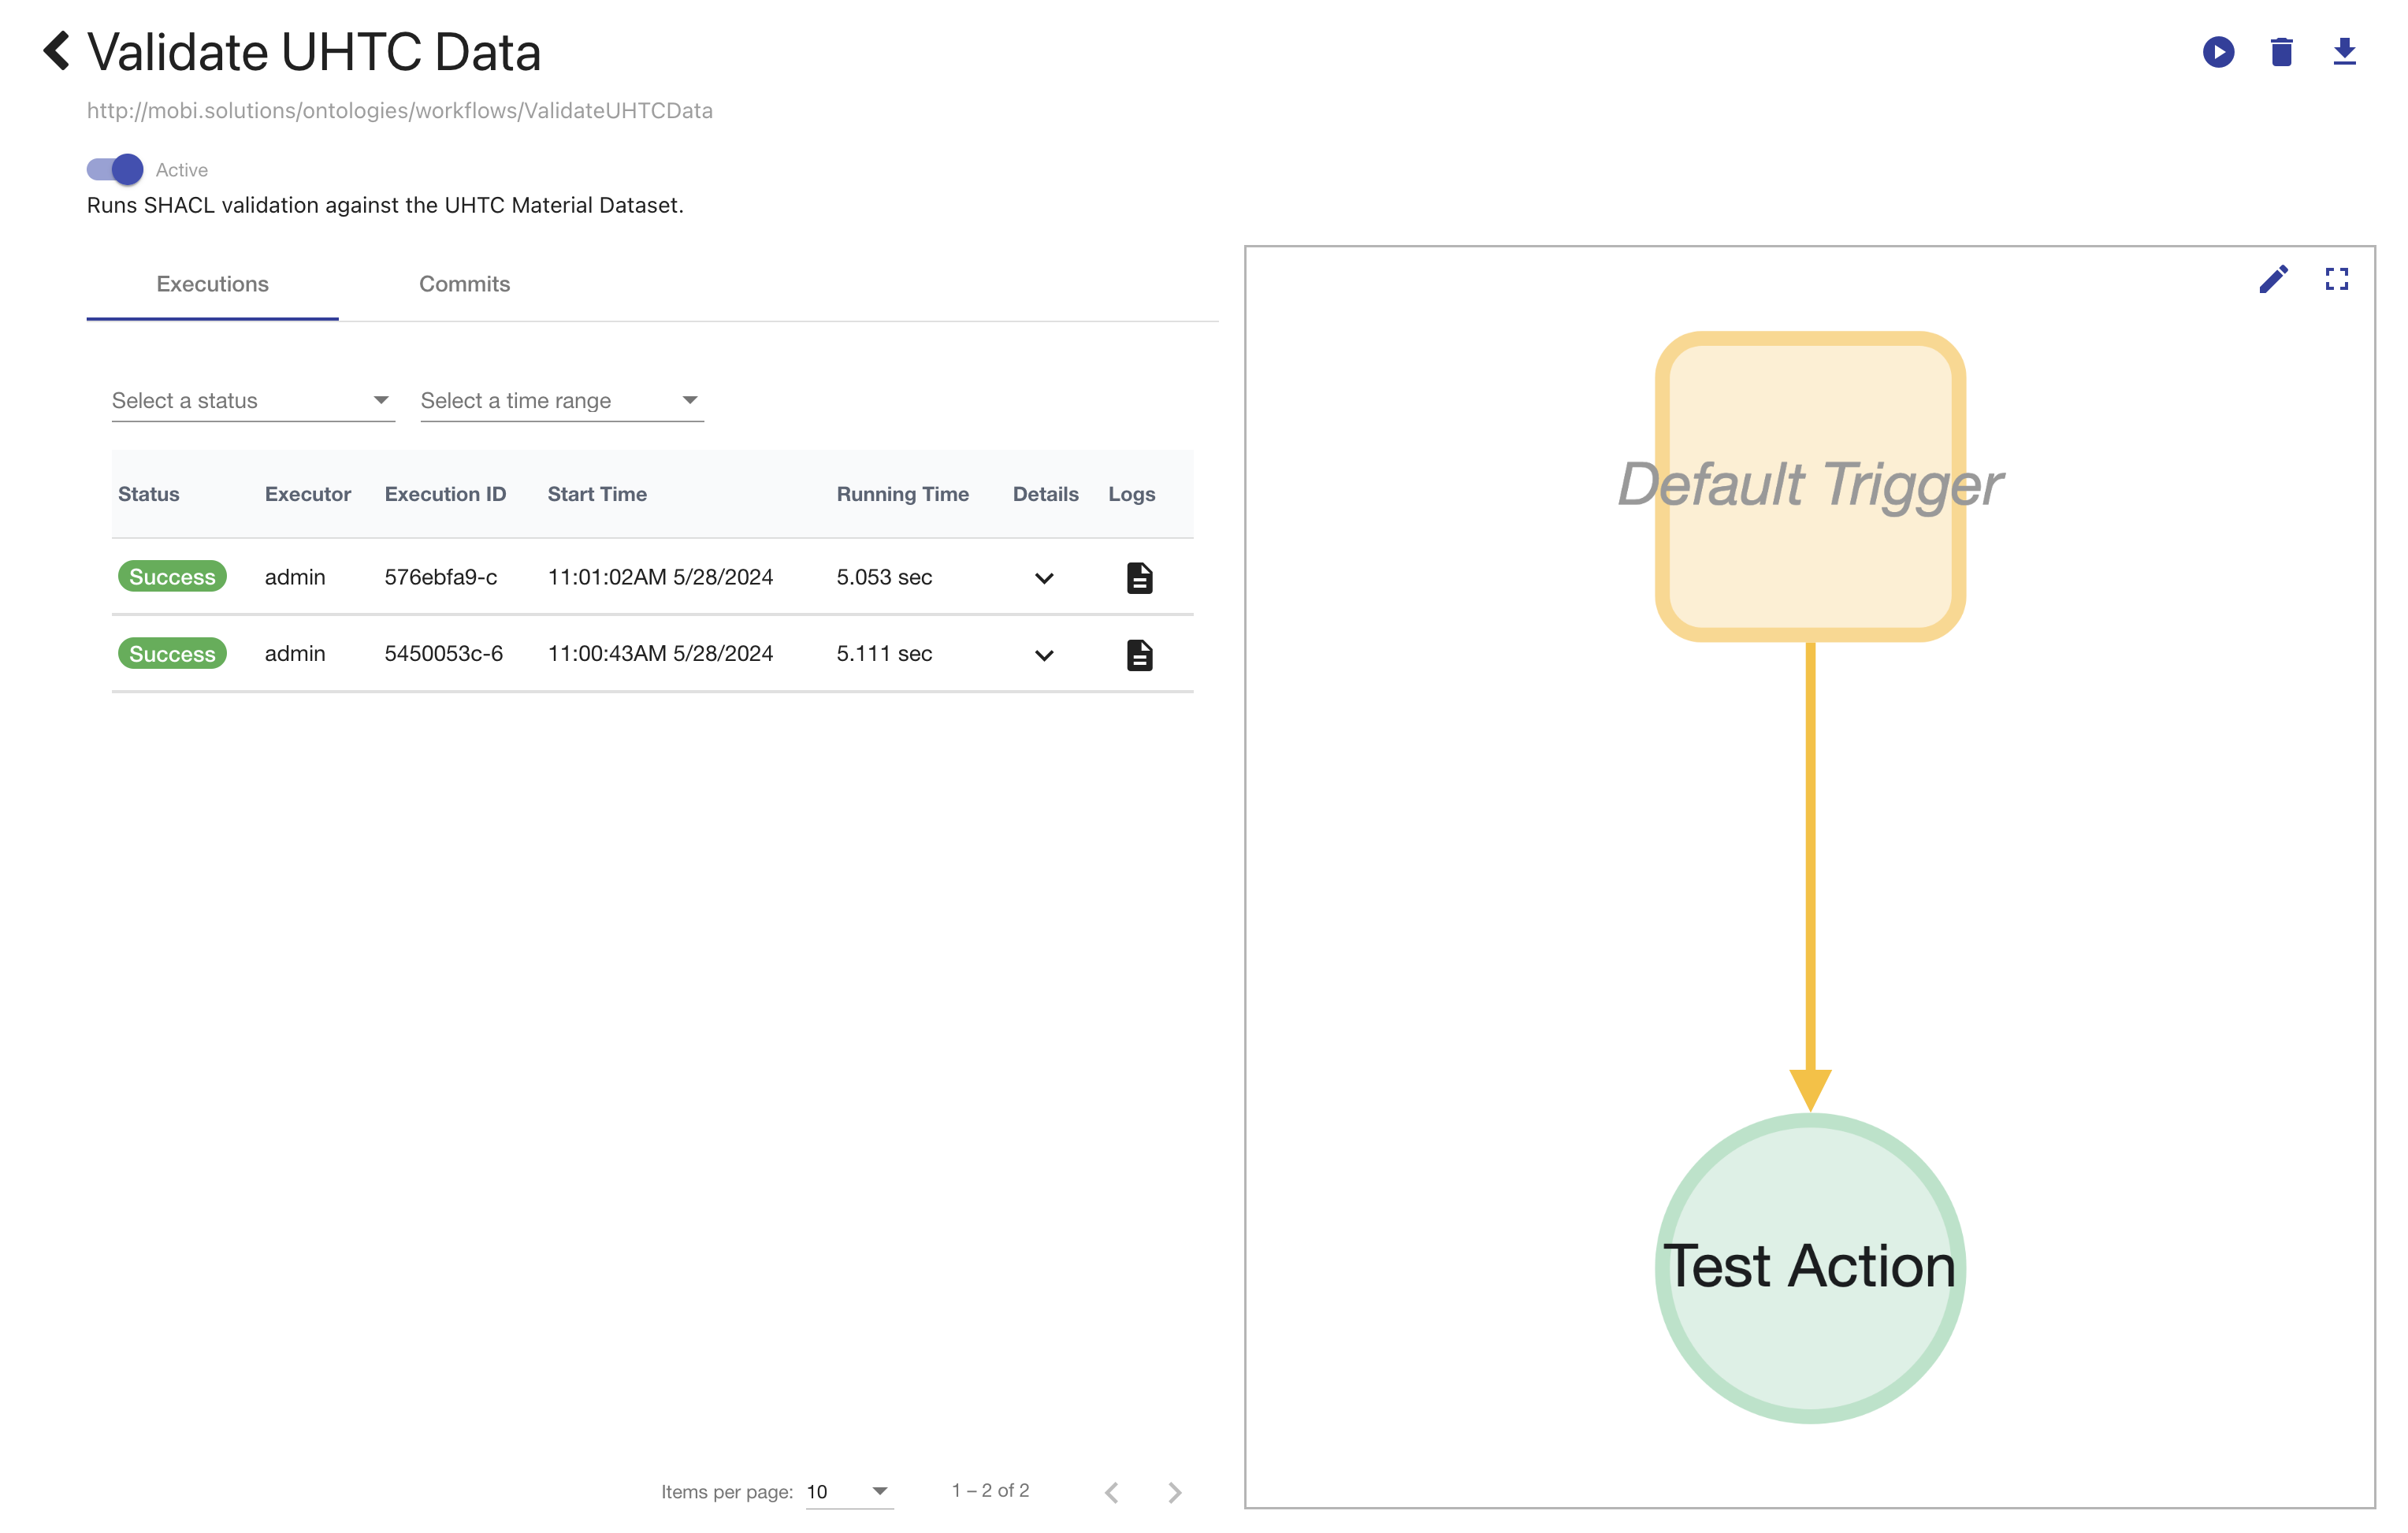 Validate UHTC Data
http://mobi.solutions/ontologies/workflows/ValidateUHTCData
Active
Runs SHACL validation against the UHTC Material Dataset.
Executions Commits
Select a status Select a time range
Status Executor Execution ID Start Time Running Time Details Logs
Success admin 576ebfa9-c 11:01:02AM 5/28/2024 5.053 sec
Success admin 5450053c-6 11:00:43AM 5/28/2024 5.111 sec
Items per page: 10 1 – 2 of 2
Default Trigger
Test Action